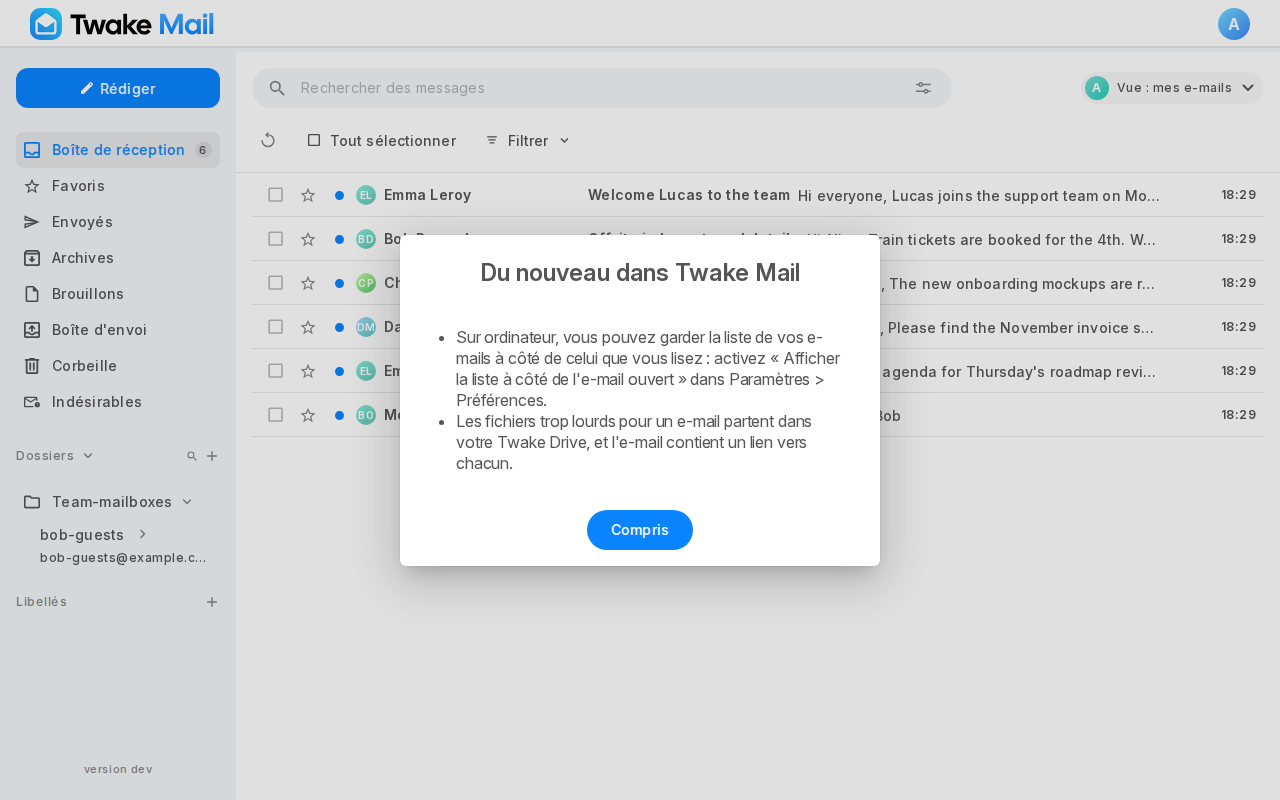 Twake Mail
A
Rédiger
Rechercher des messages
A Vue : mes e-mails
Boîte de réception 6
Tout sélectionner
Filtrer
Favoris
Envoyés
Archives
Brouillons
Boîte d'envoi
Corbeille
Indésirables
Dossiers
Team-mailboxes
bob-guests
bob-guests@example.c...
Libellés
version dev
EL Emma Leroy Welcome Lucas to the team Hi everyone, Lucas joins the support team on Mo... 18:29
BD Train tickets are booked for the 4th. W... 18:29
CP Ch , The new onboarding mockups are r... 18:29
DM Da , Please find the November invoice s... 18:29
EL Em agenda for Thursday's roadmap revi... 18:29
BO Mo Bob 18:29
Du nouveau dans Twake Mail
• Sur ordinateur, vous pouvez garder la liste de vos e-
mails à côté de celui que vous lisez : activez « Afficher
la liste à côté de l'e-mail ouvert » dans Paramètres >
Préférences.
• Les fichiers trop lourds pour un e-mail partent dans
votre Twake Drive, et l'e-mail contient un lien vers
chacun.
Compris